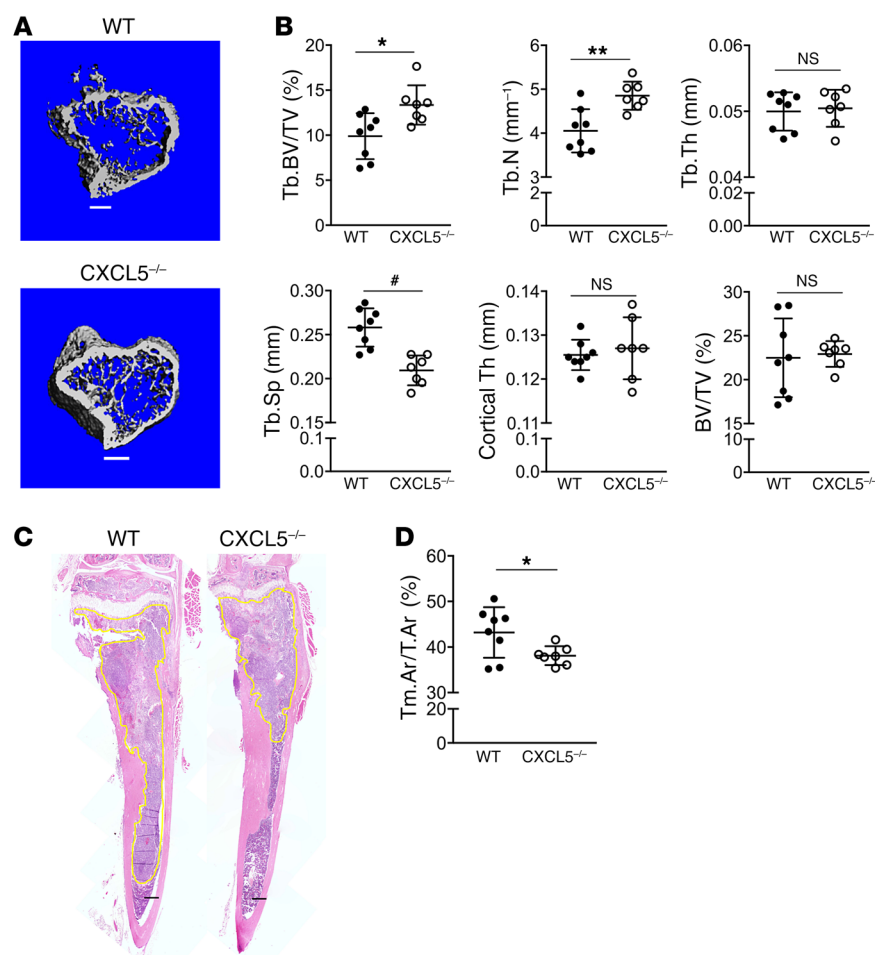 A
WT
CXCL5–/–
B
Tb.BV/TV (%)
20
15
10
5
0
*
WT
CXCL5–/–
Tb.N (mm–1)
6
5
4
3
2
0
**
WT
CXCL5–/–
Tb.Th (mm)
0.06
0.05
0.04
0.02
0.00
NS
WT
CXCL5–/–
Tb.Sp (mm)
0.30
0.25
0.20
0.15
0.1
0.0
#
WT
CXCL5–/–
Cortical Th (mm)
0.14
0.13
0.12
0.11
0.1
0.0
NS
WT
CXCL5–/–
BV/TV (%)
30
25
20
15
10
0
NS
WT
CXCL5–/–
C
WT
CXCL5–/–
D
Tm.Ar/T.Ar (%)
60
50
40
30
20
0
*
WT
CXCL5–/–